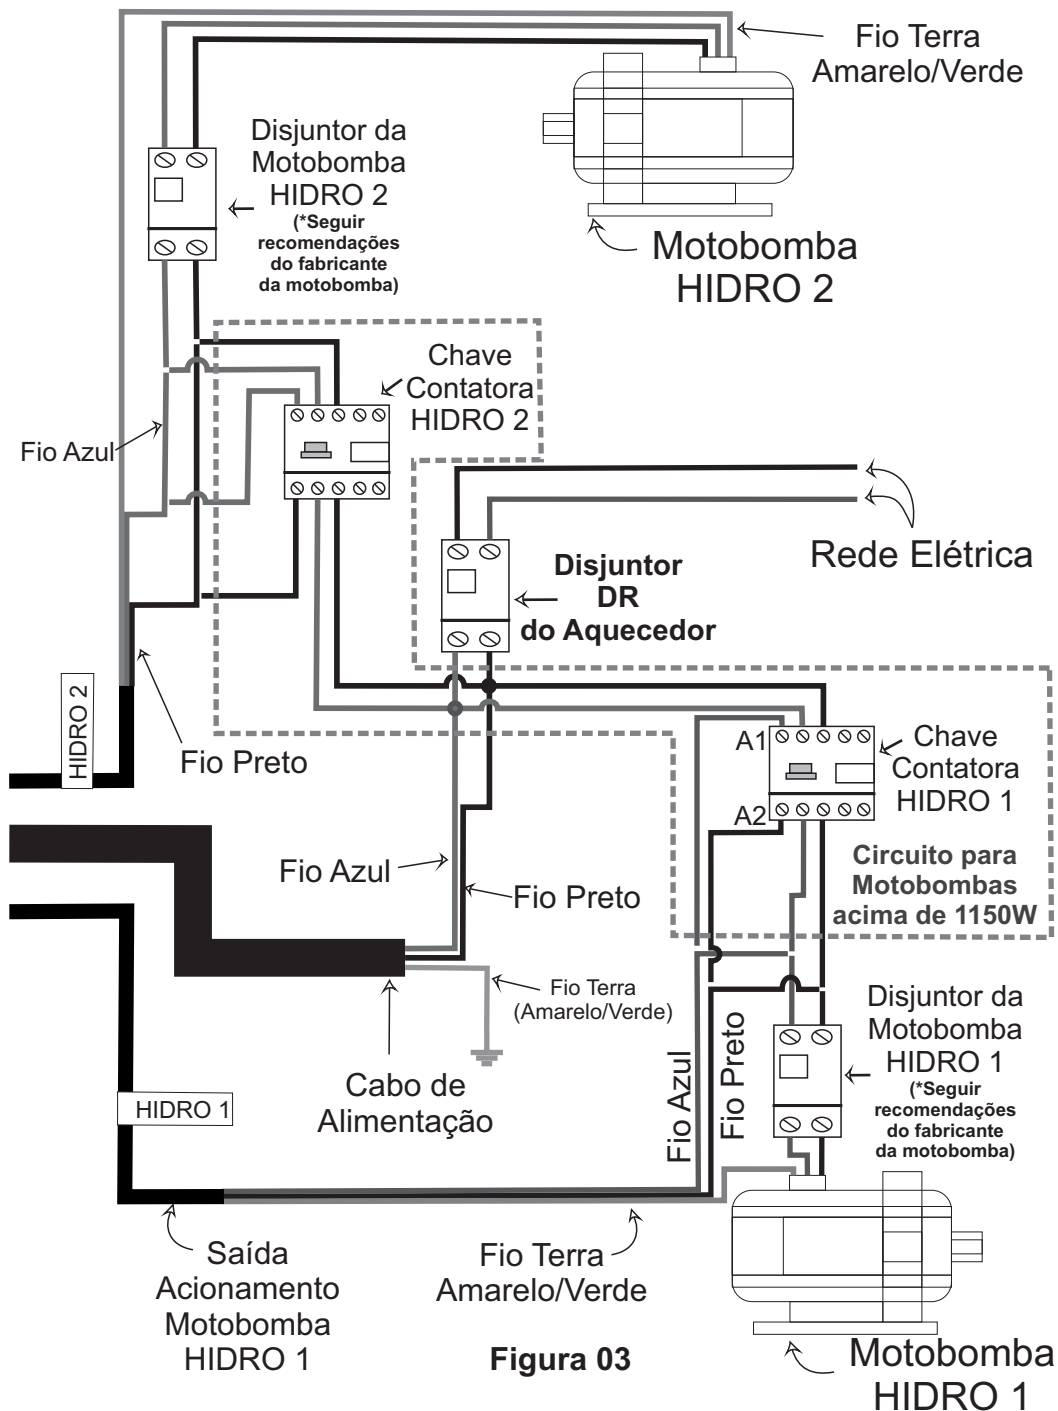 Fio Terra
Amarelo/Verde
Disjuntor da
Motobomba
HIDRO 2
(*Seguir
recomendações
do fabricante
da motobomba)
Motobomba
HIDRO 2
Chave
Contatora
HIDRO 2
Fio Azul
Rede Elétrica
Disjuntor
DR
do Aquecedor
HIDRO 2
Fio Preto
A1
A2
Chave
Contatora
HIDRO 1
Circuito para
Motobombas
acima de 1150W
Fio Azul
Fio Preto
Fio Terra
(Amarelo/Verde)
Cabo de
Alimentação
HIDRO 1
Fio Azul
Fio Preto
Disjuntor da
Motobomba
HIDRO 1
(*Seguir
recomendações
do fabricante
da motobomba)
Saída
Acionamento
Motobomba
HIDRO 1
Fio Terra
Amarelo/Verde
Figura 03
Motobomba
HIDRO 1